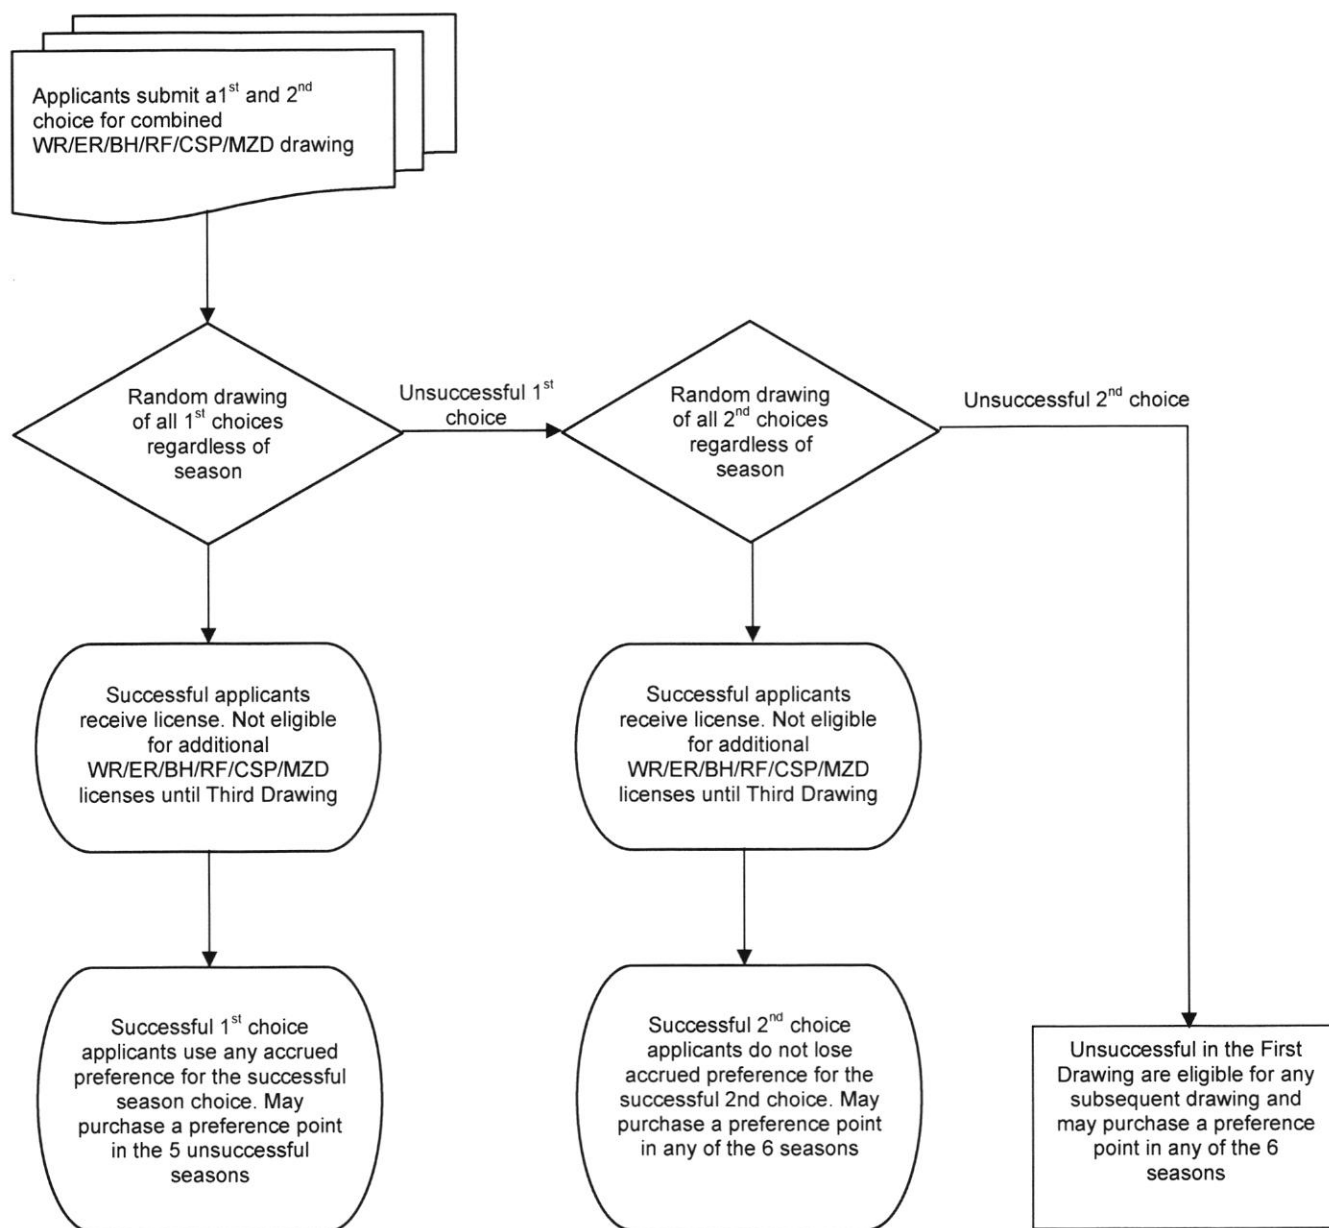 Applicants submit a1st and 2nd
choice for combined
WR/ER/BH/RF/CSP/MZD drawing
Random drawing
of all 1st choices
regardless of
season
Unsuccessful 1st
choice
Random drawing
of all 2nd choices
regardless of
season
Unsuccessful 2nd choice
Successful applicants
receive license. Not eligible
for additional
WR/ER/BH/RF/CSP/MZD
licenses until Third Drawing
Successful applicants
receive license. Not eligible
for additional
WR/ER/BH/RF/CSP/MZD
licenses until Third Drawing
Successful 1st choice
applicants use any accrued
preference for the successful
season choice. May
purchase a preference point
in the 5 unsuccessful
seasons
Successful 2nd choice
applicants do not lose
accrued preference for the
successful 2nd choice. May
purchase a preference point
in any of the 6 seasons
Unsuccessful in the First
Drawing are eligible for any
subsequent drawing and
may purchase a preference
point in any of the 6
seasons